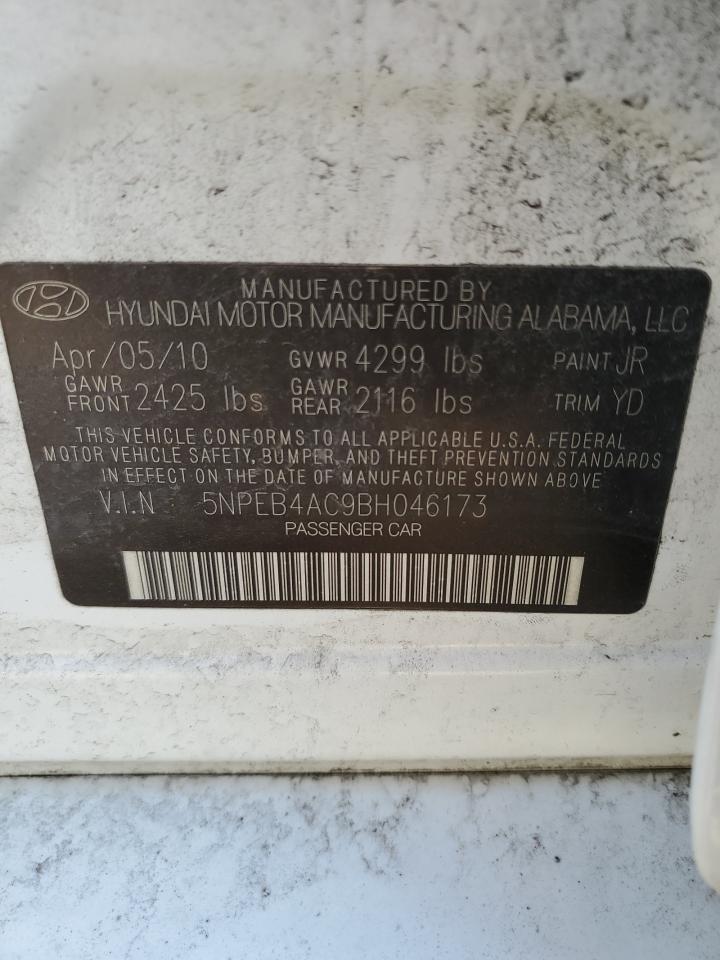 MANUFACTURED BY
HYUNDAI MOTOR MANUFACTURING ALABAMA, LLC
Apr/05/10 GVWR 4299 lbs PAINT JR
GAWR FRONT 2425 lbs GAWR REAR 2116 lbs TRIM YD
THIS VEHICLE CONFORMS TO ALL APPLICABLE U.S.A. FEDERAL
MOTOR VEHICLE SAFETY, BUMPER, AND THEFT PREVENTION STANDARDS
IN EFFECT ON THE DATE OF MANUFACTURE SHOWN ABOVE
V.I.N 5NPEB4AC9BH046173
PASSENGER CAR